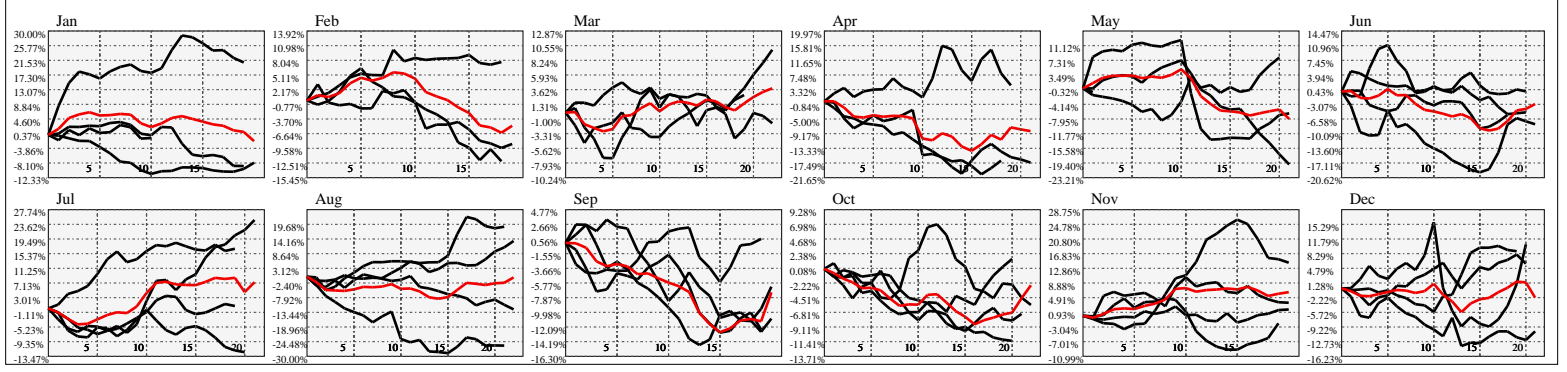 Jan Feb Mar Apr May Jun
30.00% 25.77% 21.53% 17.30% 13.07% 8.84% 4.60% 0.37% -3.86% -8.10% -12.33%
5 10 15
13.92% 10.98% 8.04% 5.11% 2.17% -0.77% -3.70% -6.64% -9.58% -12.51% -15.45%
5 10 15
12.87% 10.55% 8.24% 5.93% 3.62% 1.31% -1.00% -3.31% -5.62% -7.93% -10.24%
5 10 15
19.97% 15.81% 11.65% 7.48% 3.32% -0.84% -5.00% -9.17% -13.33% -17.49% -21.65%
5 10 15 20
11.12% 7.31% 3.49% -0.32% -4.14% -7.95% -11.77% -15.58% -19.40% -23.21%
5 10 15 20
14.47% 10.96% 7.45% 3.94% 0.43% -3.07% -6.58% -10.09% -13.60% -17.11% -20.62%
5 10 15 20
Jul Aug Sep Oct Nov Dec
27.74% 23.62% 19.49% 15.37% 11.25% 7.13% 3.01% -1.11% -5.23% -9.35% -13.47%
5 10 15 20
19.68% 14.16% 8.64% 3.12% -2.40% -7.92% -13.44% -18.96% -24.48% -30.00%
5 10 15 20
4.77% 2.66% 0.56% -1.55% -3.66% -5.77% -7.87% -9.98% -12.09% -14.19% -16.30%
5 10 15
9.28% 6.98% 4.68% 2.38% 0.08% -2.22% -4.51% -6.81% -9.11% -11.41% -13.71%
5 10 15 20
28.75% 24.78% 20.80% 16.83% 12.86% 8.88% 4.91% 0.93% -3.04% -7.01% -10.99%
5 10 15
15.29% 11.79% 8.29% 4.79% 1.28% -2.22% -5.72% -9.22% -12.73% -16.23%
5 10 15 20